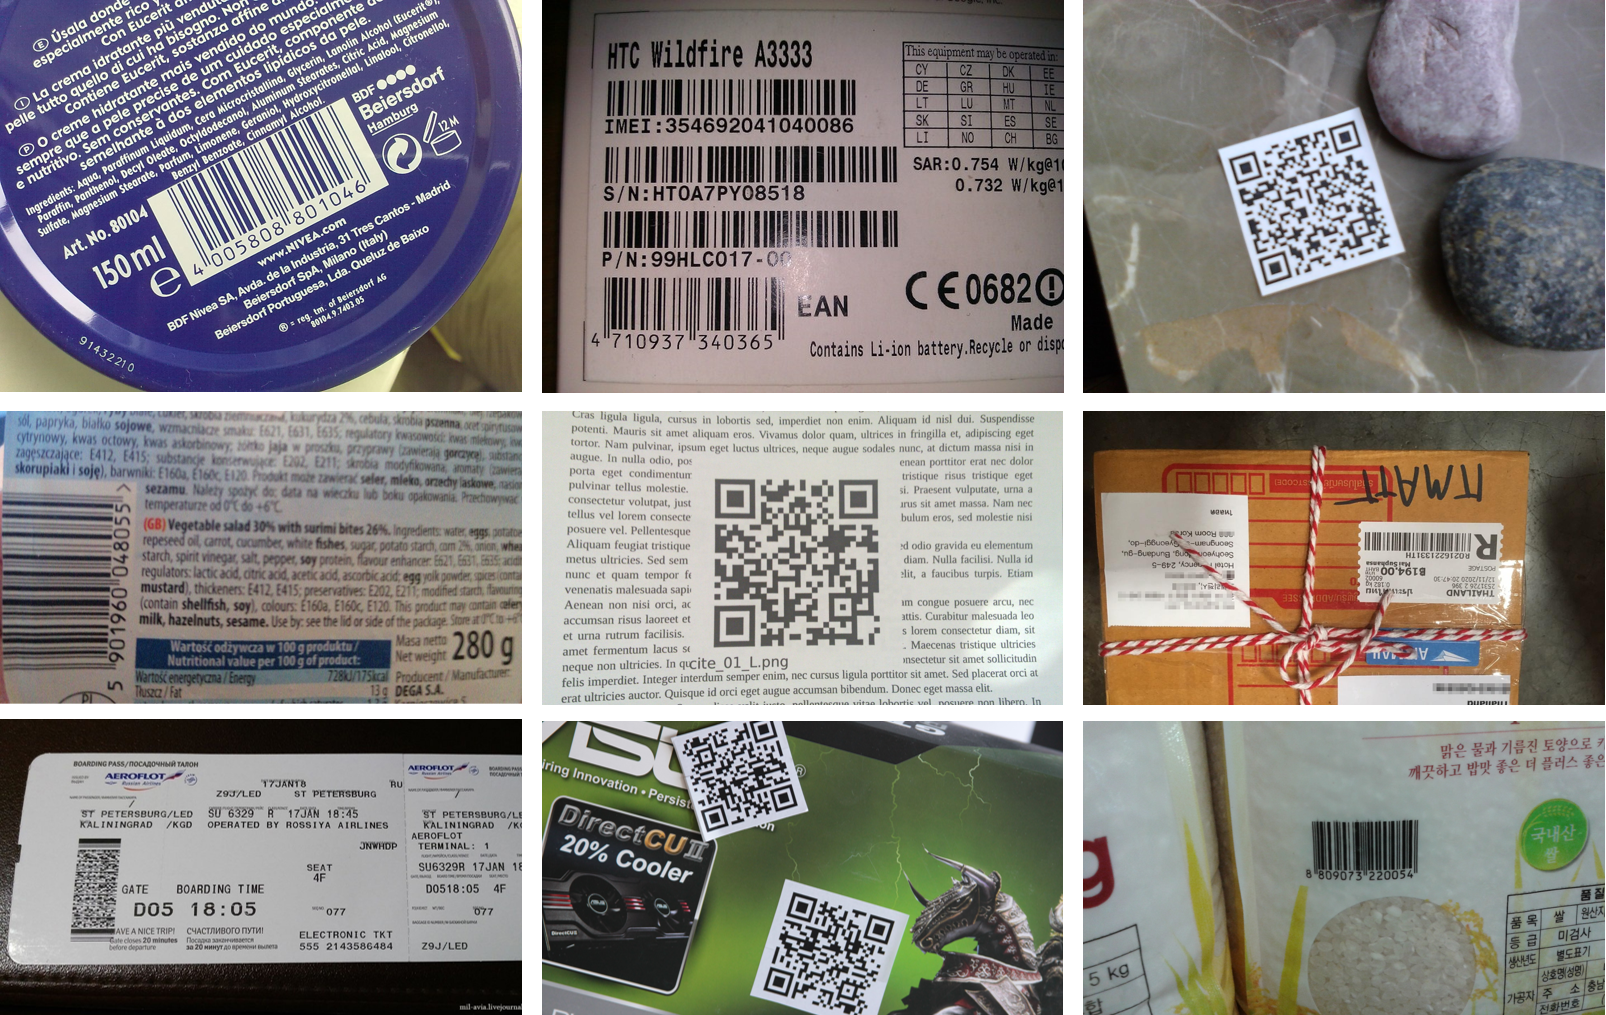 E Úsala donde
especialmente rico
Con Eucerit
I La crema idratante più vendut
tutto quello di cui ha bisogno. Non
pelle Contiene Eucerit, sostanza affine
P O creme hidratante mais vendido do mundo.
sempre que a pele precise de um cuidado especialm
e nutritivo. Sem conservantes. Com Eucerit, componente de
semelhante à dos elementos lipídicos da pele.
Ingredients: Aqua, Paraffinum Liquidum, Cera Microcristallina, Glycerin, Lanolin Alcohol (Eucerit®),
Paraffin, Panthenol, Decyl Oleate, Octyldodecanol, Aluminum Stearates, Citric Acid, Magnesium
Sulfate, Magnesium Stearate, Parfum, Limonene, Geraniol, Hydroxycitronellal, Linalool, Citronellol,
Benzyl Benzoate, Cinnamyl Alcohol.
BDF
Beiersdorf
Hamburg
12 M
Art. No. 80104
150 ml
e
4 005808 801046
www.NIVEA.com
BDF Nivea SA, Avda. de la Industria, 31 Tres Cantos - Madrid
Beiersdorf SpA, Milano (Italy)
Beiersdorf Portuguesa, Lda. Queluz de Baixo
® = reg. tm. of Beiersdorf AG
80104.9.7403.05
91432210
HTC Wildfire A3333
IMEI:354692041040086
S/N:HT0A7PY08518
P/N:99HLC017-00
EAN
4 710937 340365
This equipment may be operated in:
CY CZ DK EE
DE GR HU IE
LT LU MT NL
SK SI ES SE
LI NO CH BG
SAR:0.754 W/kg@1
0.732 W/kg@1
CE0682
Made
Contains Li-ion battery.Recycle or dispo
sól, papryka, białko sojowe, wzmacniacze smaku: E621, E631, E635; regulatory kwasowości: kwas mlekowy,
cytrynowy, kwas octowy, kwas askorbinowy; żółtko jaja w proszku, przyprawy (zawierają gorczycę),
zagęszczające: E412, E415; substancje konserwujące: E202, E211; skrobia modyfikowana, aromaty (zawiera
skorupiaki i soję), barwniki: E160a, E160c, E120. Produkt może zawierać seler, mleko, orzechy laskowe,
sezamu. Należy spożyć do: data na wieczku lub boku opakowania. Przechowywać
temperaturze od 0°C do +6°C.
(GB) Vegetable salad 30% with surimi bites 26%. Ingredients: water, eggs,
repeseed oil, carrot, cucumber, white fishes, sugar, potato starch, corn 2%, onion,
starch, spirit vinegar, salt, pepper, soy protein, flavour enhancer: E621, E631, E635;
regulators: lactic acid, citric acid, acetic acid, ascorbic acid; egg yolk powder, spices
mustard), thickeners: E412, E415; preservatives: E202, E211; modified starch,
(contain shellfish, soy), colours: E160a, E160c, E120. This product may contain
milk, hazelnuts, sesame. Use by: see the lid or side of the package.
5 901960 048055
Wartość odżywcza w 100 g produktu /
Nutritional value per 100 g of product:
Wartość energetyczna / Energy 728kJ/175kcal
Tłuszcz / Fat 13 g
Masa netto
Net weight 280 g
Producent / Manufacturer:
DEGA S.A.
Cras ligula ligula, cursus in lobortis sed, imperdiet non enim. Aliquam id nisl dui. Suspendisse
potenti. Mauris sit amet aliquam eros. Vivamus dolor quam, ultrices in fringilla et, adipiscing eget
tortor. Nam pulvinar, ipsum eget luctus ultrices, neque augue sodales nunc, at dictum massa nisi in
augue. In nulla odio, pos enean porttitor erat nec dolor
porta eget condimentum tristique risus tristique eget
pulvinar tellus molestie. si. Praesent vulputate, urna a
consectetur volutpat, just us sit amet massa. Nam nec
tellus vel lorem consecte bulum eros, sed molestie nisi
posuere vel. Pellentesque
Aliquam feugiat tristique ed odio gravida eu elementum
metus ultricies. Sed sem di. Nulla facilisi. Nulla id
nunc et quam tempor fe elit, a faucibus turpis. Etiam
venenatis malesuada sapi
Aenean non nisi orci, ac am congue posuere arcu, nec
accumsan risus laoreet et tus. Curabitur malesuada leo
et urna rutrum facilisis. s lorem consectetur diam, sit
amet fermentum lacus se Maecenas tristique ultricies
neque non ultricies. In qu onsectetur sit amet sollicitudin
cite_01_L.png
felis imperdiet. Integer interdum semper enim, nec cursus ligula porttitor sit amet. Sed placerat orci at
erat ultricies auctor. Quisque id orci eget augue accumsan bibendum. Donec eget massa elit.
ITMATT
R
RO216221331TH
POSTAGE
B194.00
THAILAND
Hotel
249-5
Seohyeon-dong, Bundang-gu,
Seongnam-si, Gyeonggi-do,
Room Korea
Thailand
BOARDING PASS/ПОСАДОЧНЫЙ ТАЛОН
AEROFLOT
Russian Airlines
17JAN18 RU
Z9J/LED ST PETERSBURG
ST PETERSBURG/LED SU 6329 R 17JAN 18:45
KALININGRAD /KGD OPERATED BY ROSSIYA AIRLINES
JNWHDP
SEAT
4F
GATE BOARDING TIME
D05 18:05
077
HAVE A NICE TRIP! СЧАСТЛИВОГО ПУТИ!
Gate closes 20 minutes Посадка заканчивается
before departure за 20 минут до времени вылета
ELECTRONIC TKT
555 2143586484
AEROFLOT
Russian Airlines
ST PETERSBURG/LE
KALININGRAD /K
AEROFLOT
TERMINAL: 1
SU6329R 17JAN 18
D0518:05 4F
077
Z9J/LED
mil-avia.livejournal
iring Innovation • Persist
DirectCU II
20% Cooler
DirectCU
맑은 물과 기름진 토양으로
깨끗하고 밥맛 좋은 더 플러스 좋은
국내산
쌀
8 809073 220054
g
5 kg
합
품질
품 목 쌀 원산지
등 급 미검사
생산년도 별도표기
가공자 상호명(성명)
주 소 충남
전화번호